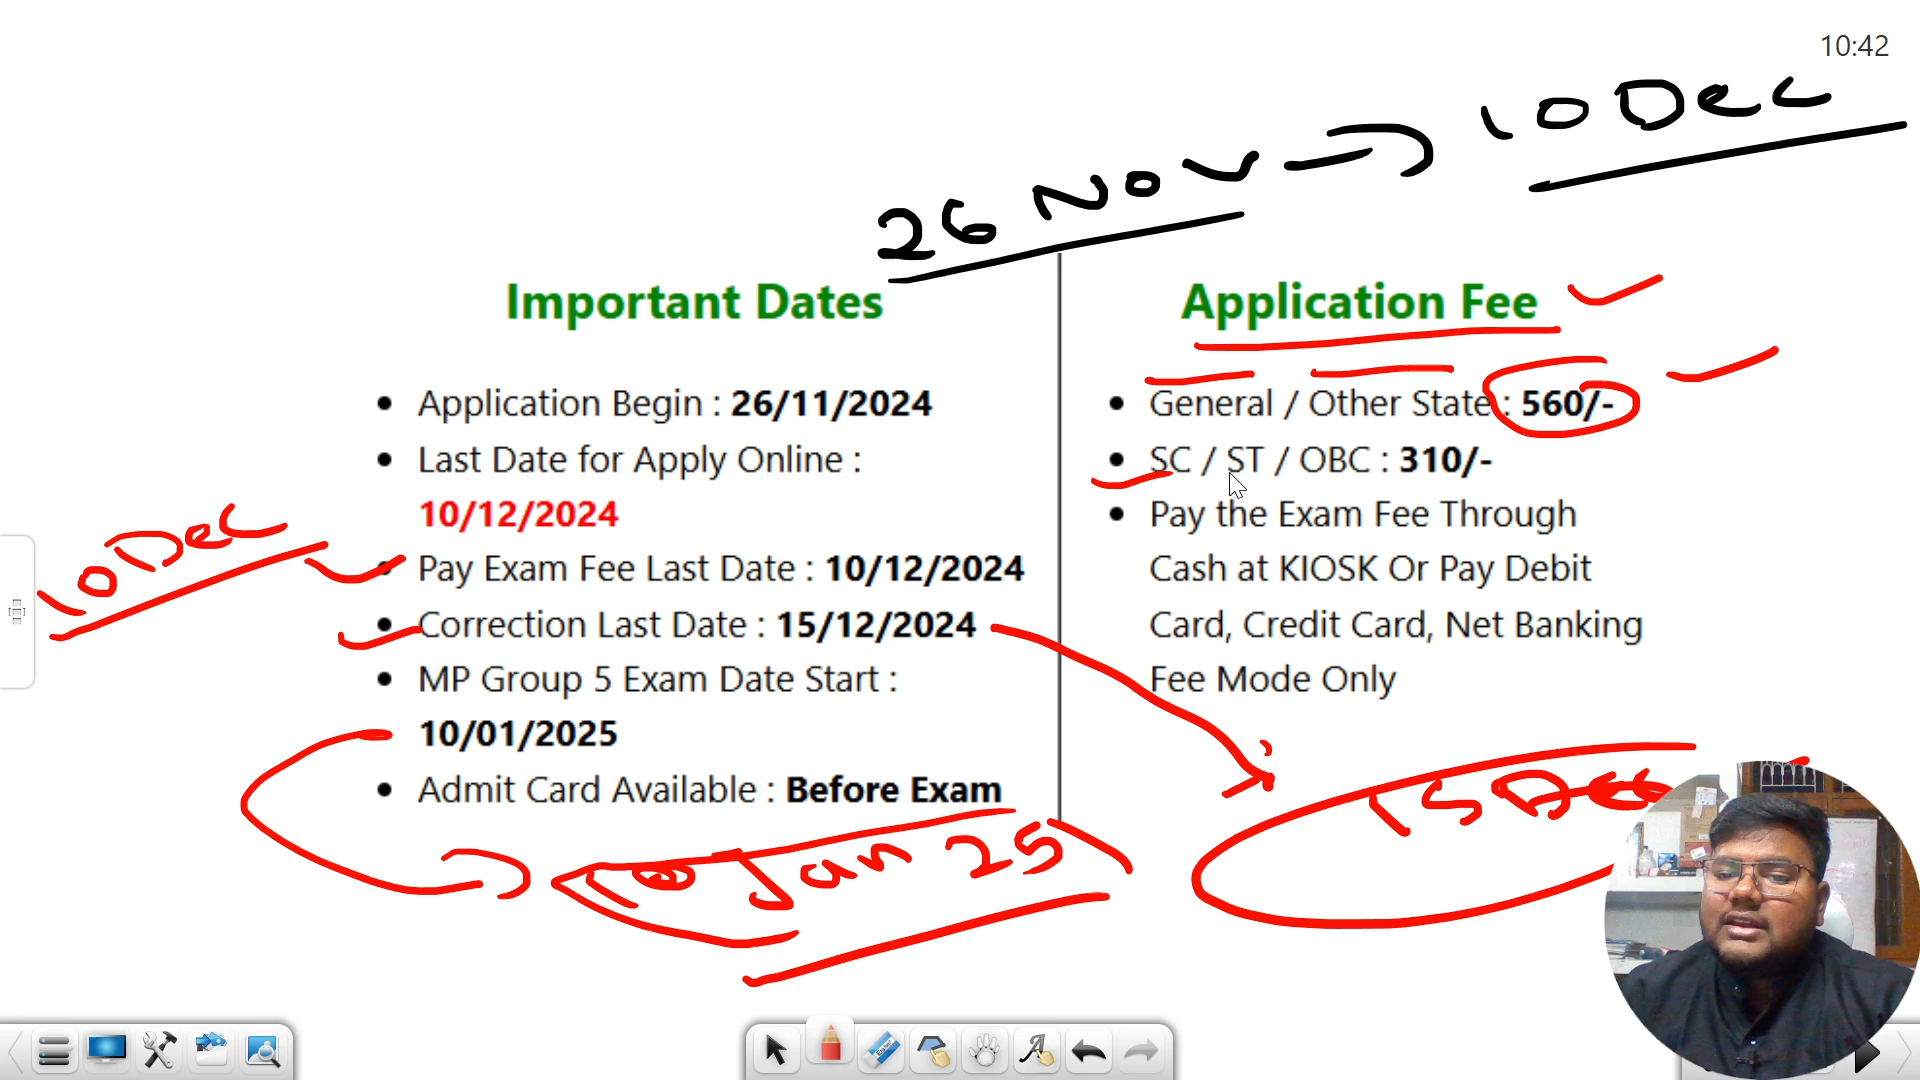 10:42
26 Nov → 10 Dec
Important Dates
Application Begin : 26/11/2024
Last Date for Apply Online :
10/12/2024
Pay Exam Fee Last Date : 10/12/2024
Correction Last Date : 15/12/2024
MP Group 5 Exam Date Start :
10/01/2025
Admit Card Available : Before Exam
10 Dec
10 Jan 25
Application Fee
General / Other State : 560/-
SC / ST / OBC : 310/-
Pay the Exam Fee Through
Cash at KIOSK Or Pay Debit
Card, Credit Card, Net Banking
Fee Mode Only
15 Dec